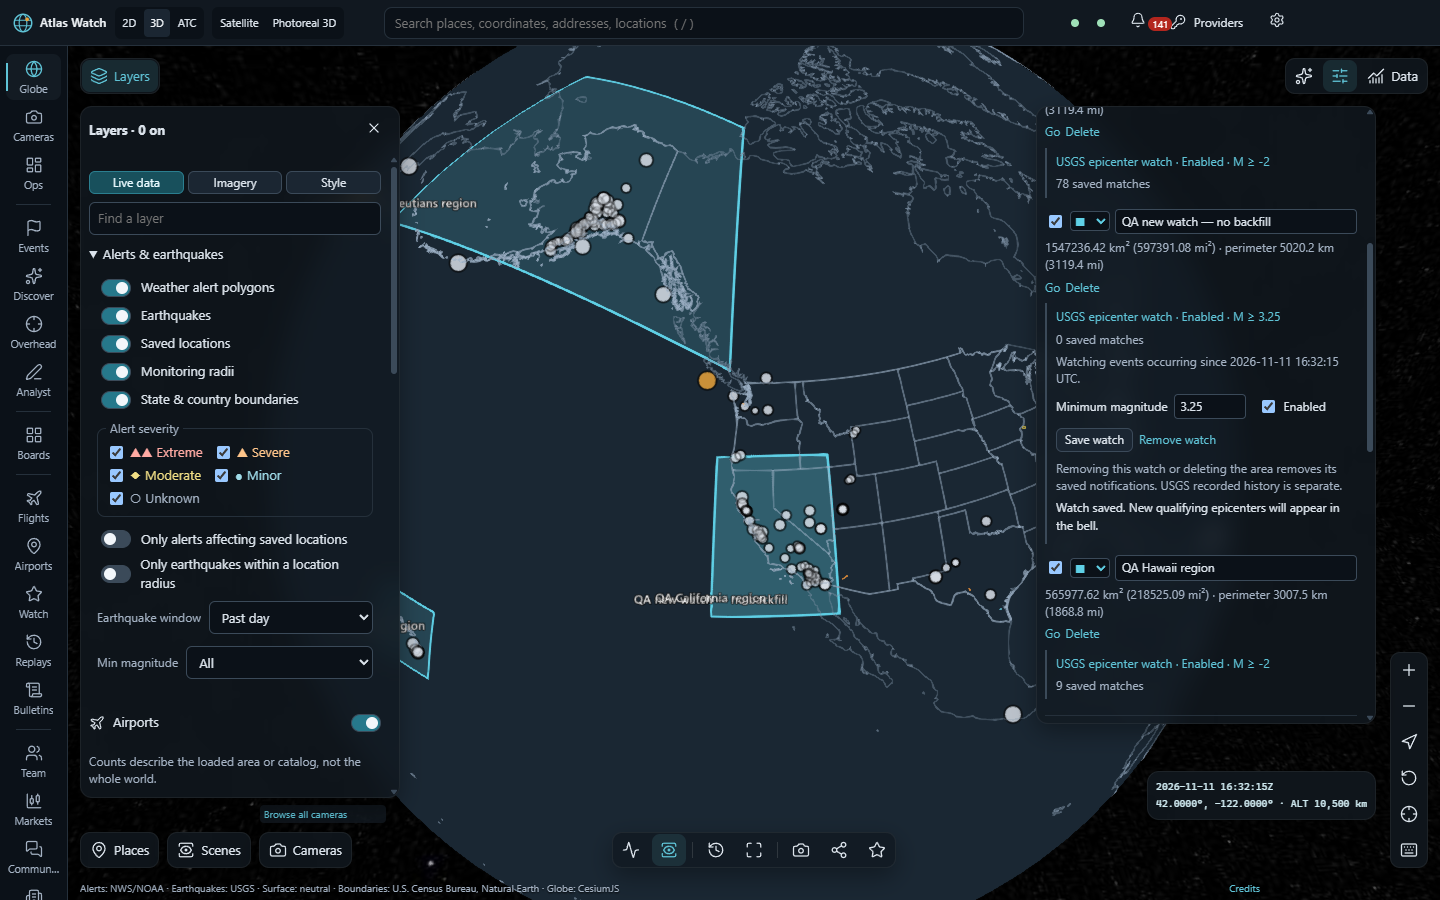 Atlas Watch
2D
3D
ATC
Satellite
Photoreal 3D
Search places, coordinates, addresses, locations ( / )
141
Providers
Globe
Cameras
Ops
Events
Discover
Overhead
Analyst
Boards
Flights
Airports
Watch
Replays
Bulletins
Team
Markets
Commun...
Layers
Layers · 0 on
Live data
Imagery
Style
Find a layer
Alerts & earthquakes
Weather alert polygons
Earthquakes
Saved locations
Monitoring radii
State & country boundaries
Alert severity
Extreme
Severe
Moderate
Minor
Unknown
Only alerts affecting saved locations
Only earthquakes within a location
radius
Earthquake window
Past day
Min magnitude
All
Airports
Counts describe the loaded area or catalog, not the
whole world.
Browse all cameras
Places
Scenes
Cameras
Alerts: NWS/NOAA · Earthquakes: USGS · Surface: neutral · Boundaries: U.S. Census Bureau, Natural Earth · Globe: CesiumJS
eutians region
gion
QA California region
Data
(3119.4 mi)
Go Delete
USGS epicenter watch · Enabled · M ≥ -2
78 saved matches
QA new watch — no backfill
1547236.42 km² (597391.08 mi²) · perimeter 5020.2 km
(3119.4 mi)
Go Delete
USGS epicenter watch · Enabled · M ≥ 3.25
0 saved matches
Watching events occurring since 2026-11-11 16:32:15
UTC.
Minimum magnitude
3.25
Enabled
Save watch
Remove watch
Removing this watch or deleting the area removes its
saved notifications. USGS recorded history is separate.
Watch saved. New qualifying epicenters will appear in
the bell.
QA Hawaii region
565977.62 km² (218525.09 mi²) · perimeter 3007.5 km
(1868.8 mi)
Go Delete
USGS epicenter watch · Enabled · M ≥ -2
9 saved matches
2026-11-11 16:32:15Z
42.0000°, -122.0000° · ALT 10,500 km
Credits